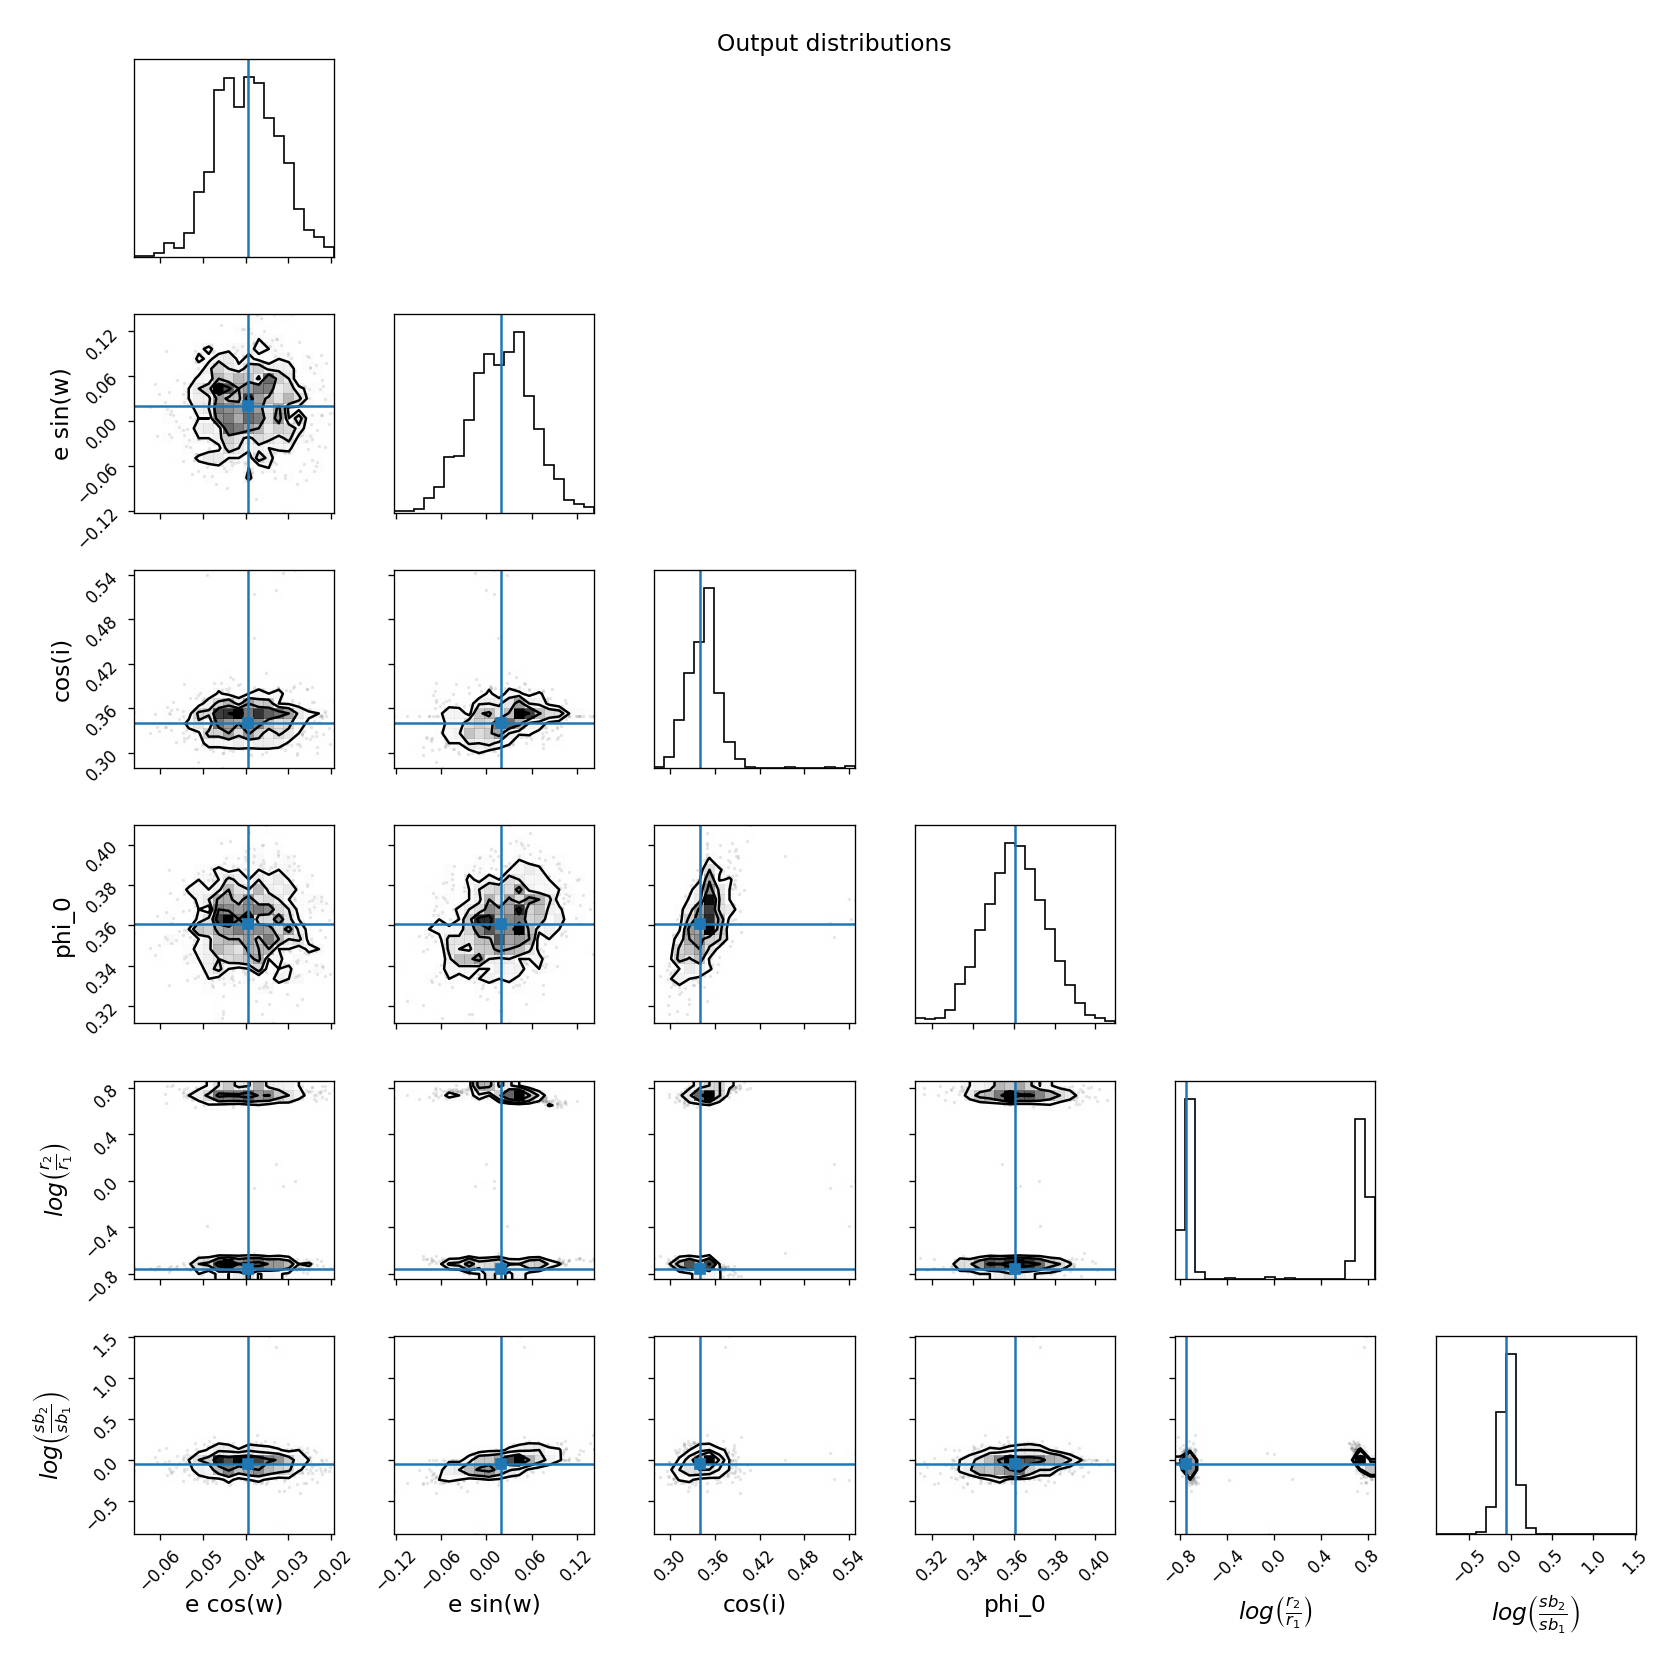 Output distributions
e sin(w)
0.12
0.06
0.00
−0.06
−0.12
cos(i)
0.54
0.48
0.42
0.36
0.30
phi_0
0.40
0.38
0.36
0.34
0.32
log(r₂/r₁)
0.8
0.4
0.0
−0.4
−0.8
log(sb₂/sb₁)
1.5
1.0
0.5
0.0
−0.5
−0.06 −0.05 −0.04 −0.03 −0.02
−0.12 −0.06 0.00 0.06 0.12
0.30 0.36 0.42 0.48 0.54
0.32 0.34 0.36 0.38 0.40
−0.8 −0.4 0.0 0.4 0.8
−0.5 0.0 0.5 1.0 1.5
e cos(w)
e sin(w)
cos(i)
phi_0
log(r₂/r₁)
log(sb₂/sb₁)